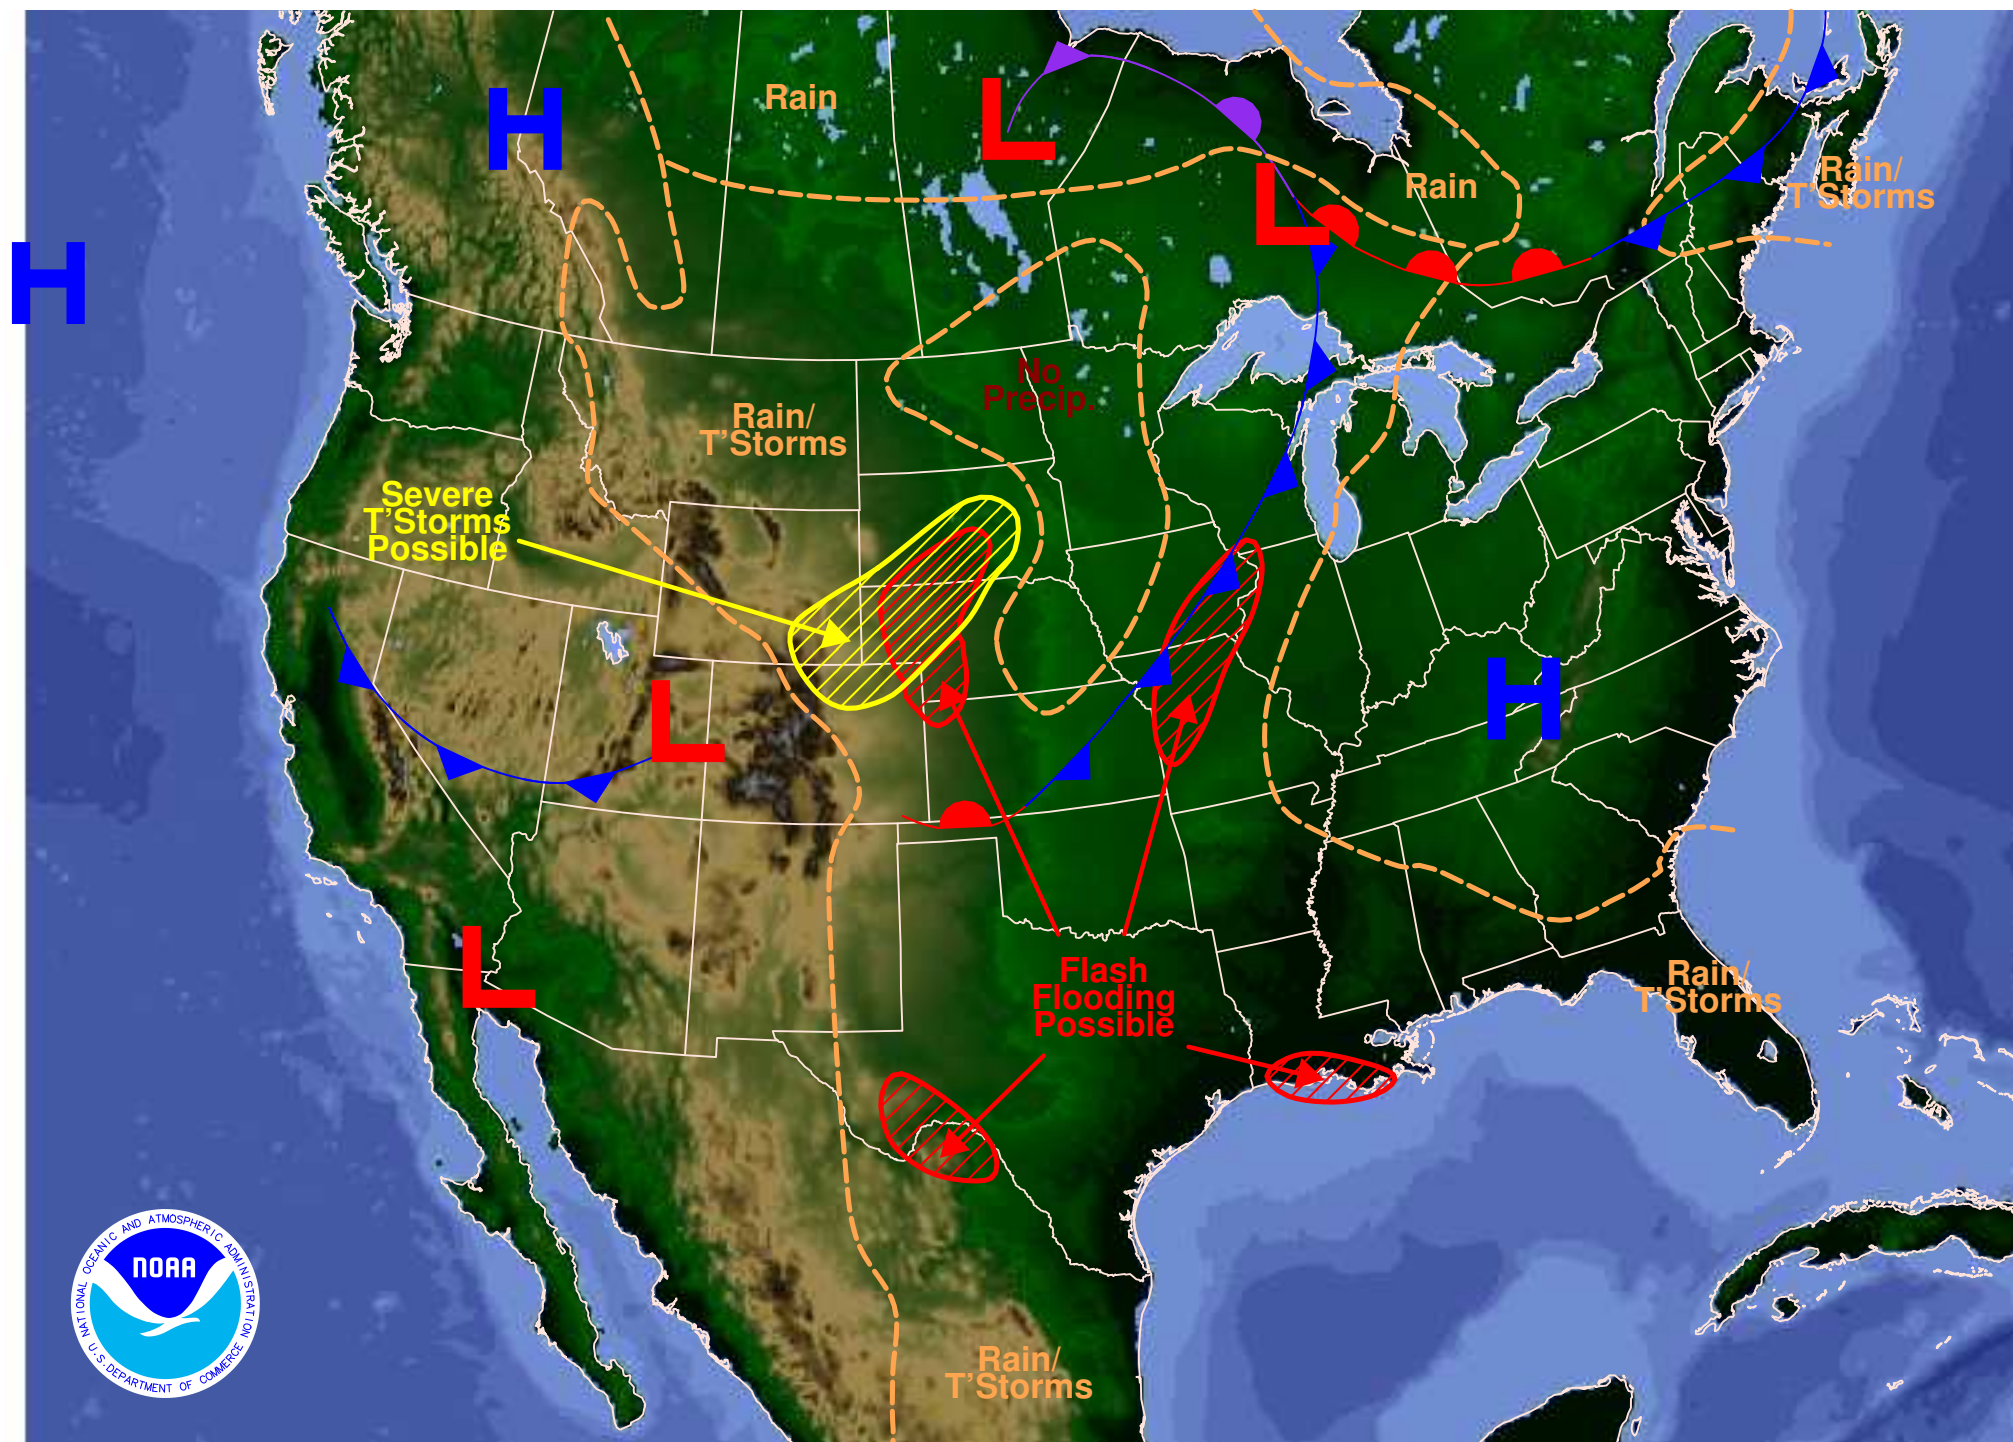 H
Rain
L
Rain/
T'Storms
L
Rain
H
No
Precip.
Rain/
T'Storms
Severe
T'Storms
Possible
H
L
L
Flash
Flooding
Possible
Rain/
T'Storms
Rain/
T'Storms
NATIONAL OCEANIC AND ATMOSPHERIC ADMINISTRATION
NOAA
U.S. DEPARTMENT OF COMMERCE